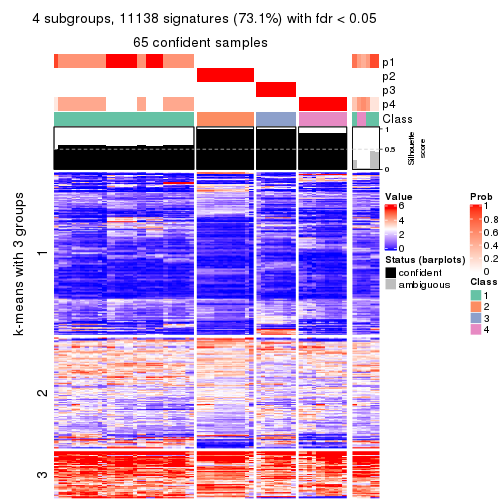 4 subgroups, 11138 signatures (73.1%) with fdr < 0.05
65 confident samples
p1
p2
p3
p4
Class
1
0.5
0
Silhouette
score
k-means with 3 groups
1
2
3
Value
6
4
2
0
Status (barplots)
confident
ambiguous
Prob
1
0.8
0.6
0.4
0.2
0
Class
1
2
3
4